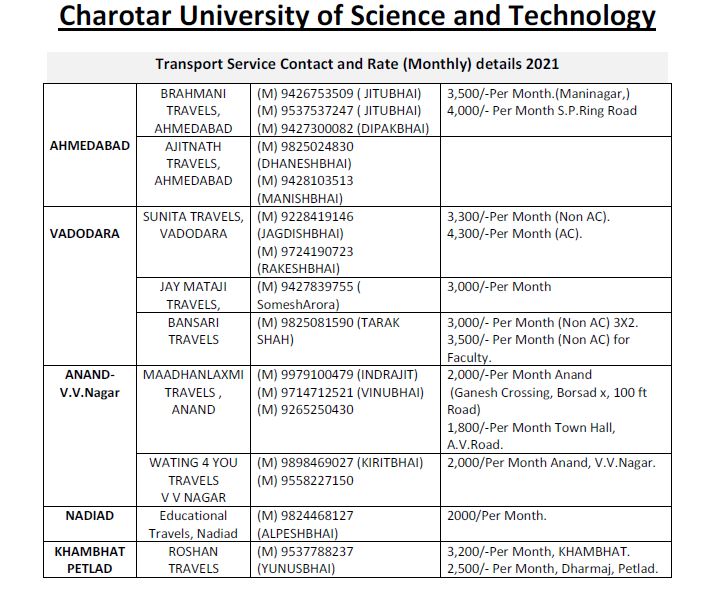 Charotar University of Science and Technology
Transport Service Contact and Rate (Monthly) details 2021
AHMEDABAD
BRAHMANI
TRAVELS,
AHMEDABAD
(M) 9426753509 ( JITUBHAI)
(M) 9537537247 ( JITUBHAI)
(M) 9427300082 (DIPAKBHAI)
3,500/-Per Month.(Maninagar,)
4,000/- Per Month S.P.Ring Road
AJITNATH
TRAVELS,
AHMEDABAD
(M) 9825024830
(DHANESHBHAI)
(M) 9428103513
(MANISHBHAI)
VADODARA
SUNITA TRAVELS,
VADODARA
(M) 9228419146
(JAGDISHBHAI)
(M) 9724190723
(RAKESHBHAI)
3,300/-Per Month (Non AC).
4,300/-Per Month (AC).
JAY MATAJI
TRAVELS,
(M) 9427839755 (
SomeshArora)
3,000/-Per Month
BANSARI
TRAVELS
(M) 9825081590 (TARAK
SHAH)
3,000/- Per Month (Non AC) 3X2.
3,500/- Per Month (Non AC) for
Faculty.
ANAND-
V.V.Nagar
MAADHANLAXMI
TRAVELS ,
ANAND
(M) 9979100479 (INDRAJIT)
(M) 9714712521 (VINUBHAI)
(M) 9265250430
2,000/-Per Month Anand
(Ganesh Crossing, Borsad x, 100 ft
Road)
1,800/-Per Month Town Hall,
A.V.Road.
WATING 4 YOU
TRAVELS
V V NAGAR
(M) 9898469027 (KIRITBHAI)
(M) 9558227150
2,000/Per Month Anand, V.V.Nagar.
NADIAD
Educational
Travels, Nadiad
(M) 9824468127
(ALPESHBHAI)
2000/Per Month.
KHAMBHAT
PETLAD
ROSHAN
TRAVELS
(M) 9537788237
(YUNUSBHAI)
3,200/-Per Month, KHAMBHAT.
2,500/- Per Month, Dharmaj, Petlad.